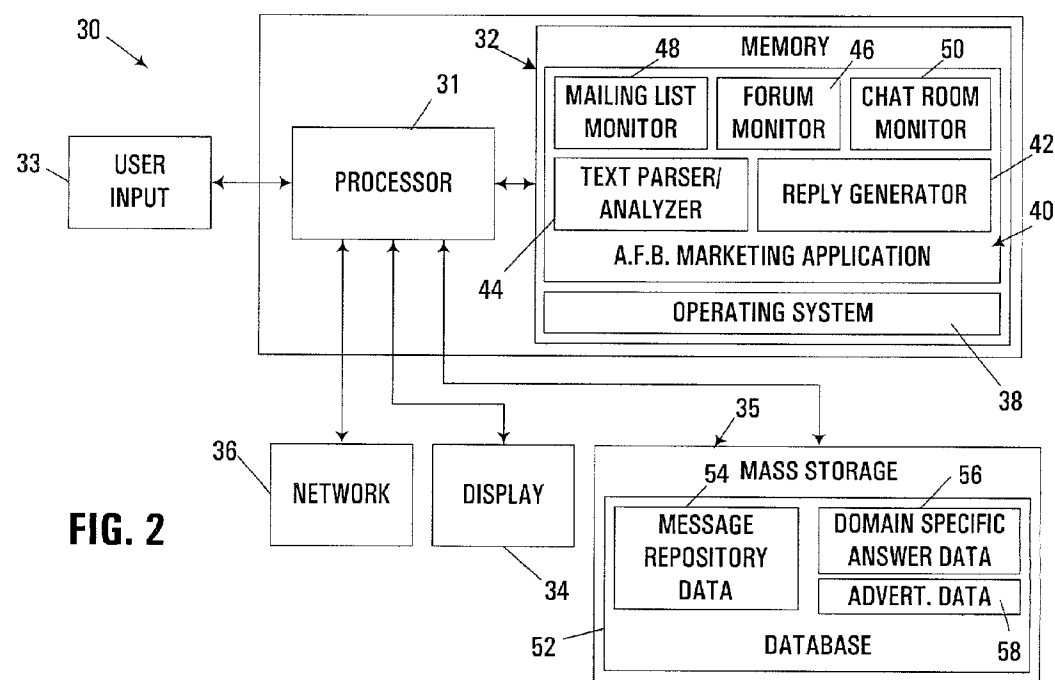 30
32
MEMORY
48
46
50
MAILING LIST
MONITOR
FORUM
MONITOR
CHAT ROOM
MONITOR
31
33
USER
INPUT
PROCESSOR
42
TEXT PARSER/
ANALYZER
REPLY GENERATOR
40
44
A.F.B. MARKETING APPLICATION
OPERATING SYSTEM
38
35
36
NETWORK
DISPLAY
34
MASS STORAGE
54
56
MESSAGE
REPOSITORY
DATA
DOMAIN SPECIFIC
ANSWER DATA
ADVERT. DATA
52
DATABASE
58
FIG. 2